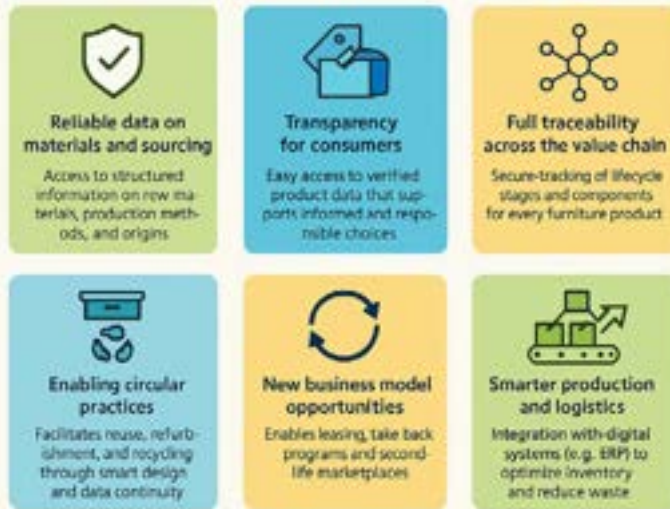 Reliable data on
materials and sourcing
Access to structured
information on row ma-
terials, production meth-
ods, and origins
Transparency
for consumers
Easy access to verified
product data that sup-
ports informed and respo-
nsible choices
Full traceability
across the value chain
Secure-tracking of lifecycle
stages and components
for every furniture product
Enabling circular
practices
Facilitates reuse, refurb-
ishment, and recycling
through smart design
and data continuity
New business model
opportunities
Enables leasing, take back
programs and second-
life marketplaces
Smarter production
and logistics
Integration with-digital
systems (e.g. ERP) to
optimize inventory
and reduce waste